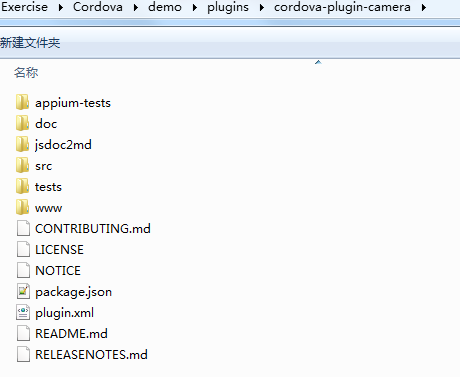 Exercise ▸ Cordova ▸ demo ▸ plugins ▸ cordova-plugin-camera ▸
新建文件夹
名称
appium-tests
doc
jsdoc2md
src
tests
www
CONTRIBUTING.md
LICENSE
NOTICE
package.json
plugin.xml
README.md
RELEASENOTES.md